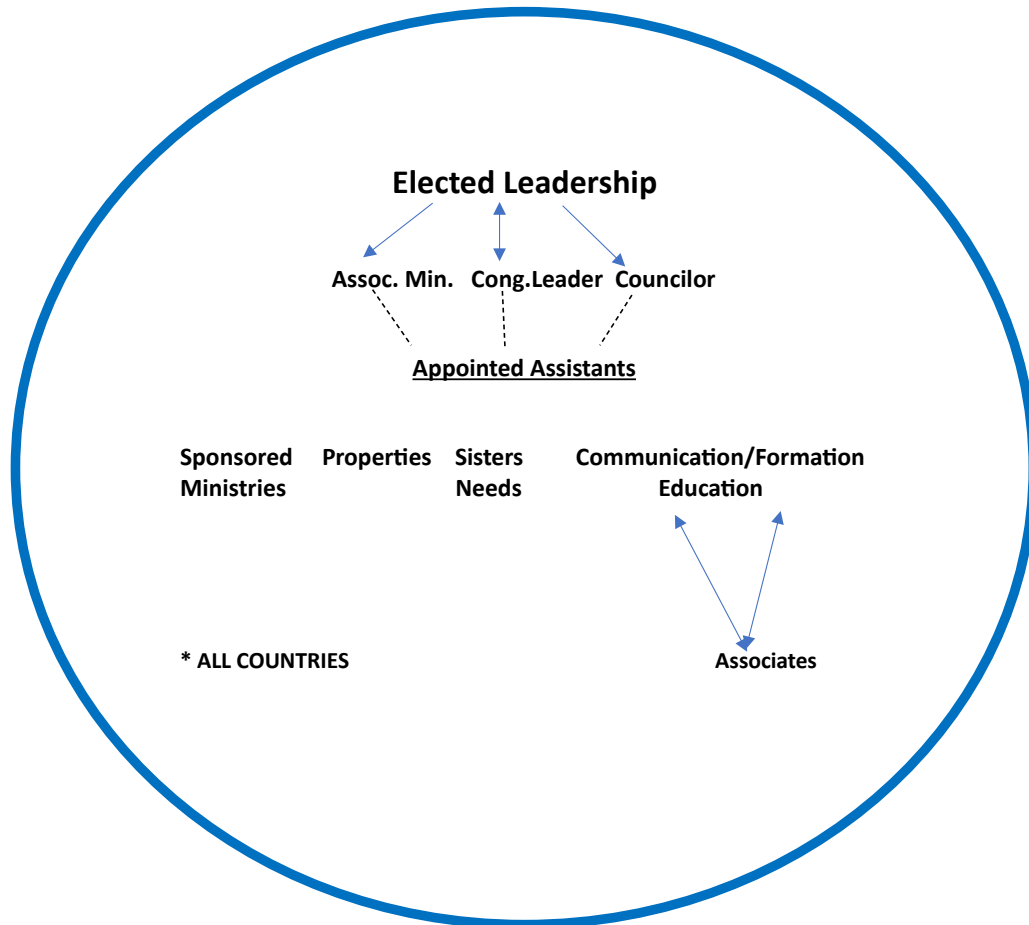 Elected Leadership
Assoc. Min. Cong.Leader Councilor
Appointed Assistants
Sponsored Properties Sisters Communication/Formation
Ministries Needs Education
* ALL COUNTRIES Associates